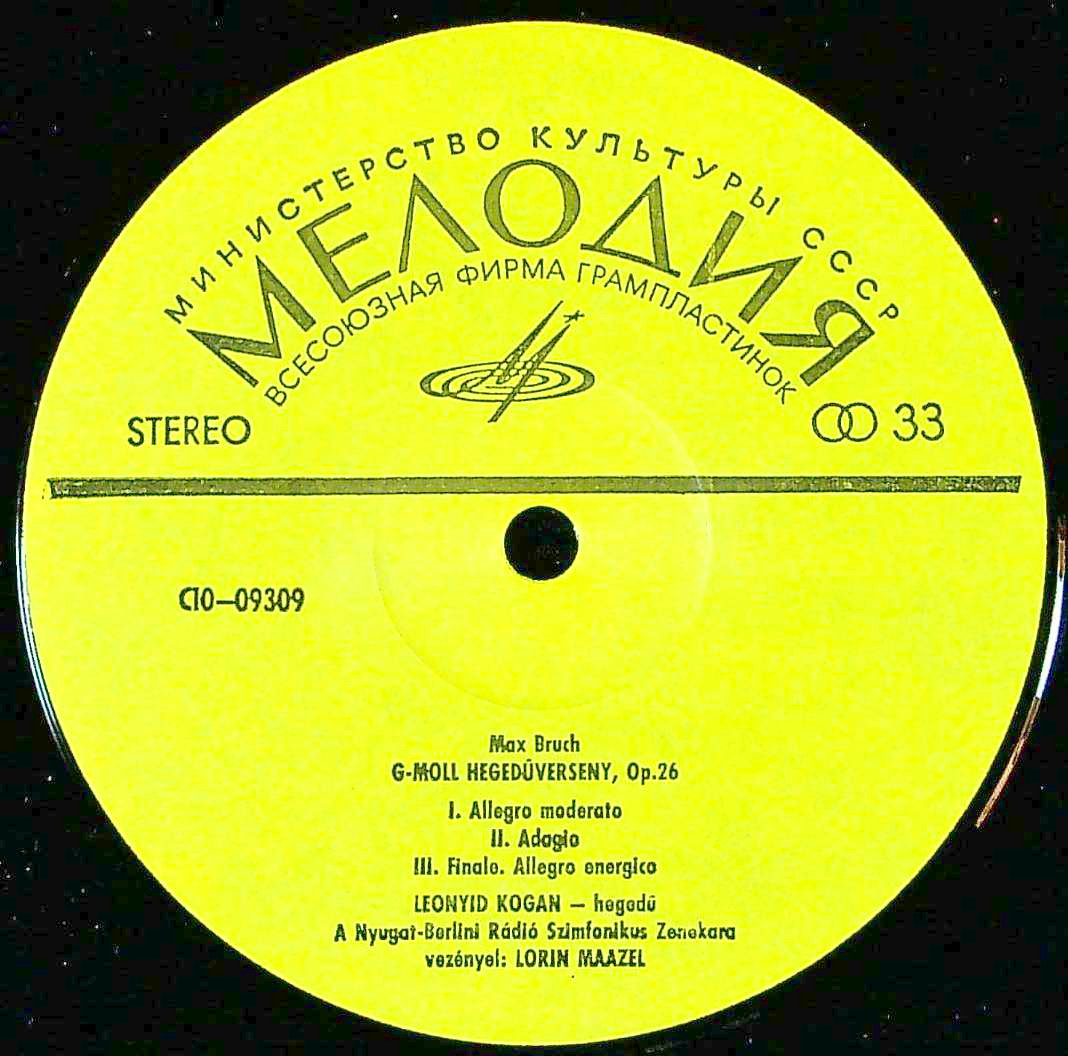 МИНИСТЕРСТВО КУЛЬТУРЫ СССР
МЕЛОДИЯ
ВСЕСОЮЗНАЯ ФИРМА ГРАМПЛАСТИНОК
STEREO
33
С10—09309
Max Bruch
G-MOLL HEGEDŰVERSENY, Op.26
I. Allegro moderato
II. Adagio
III. Finale. Allegro energico
LEONYID KOGAN — hegedű
A Nyugat-Berlini Rádió Szimfonikus Zenekara
vezényel: LORIN MAAZEL